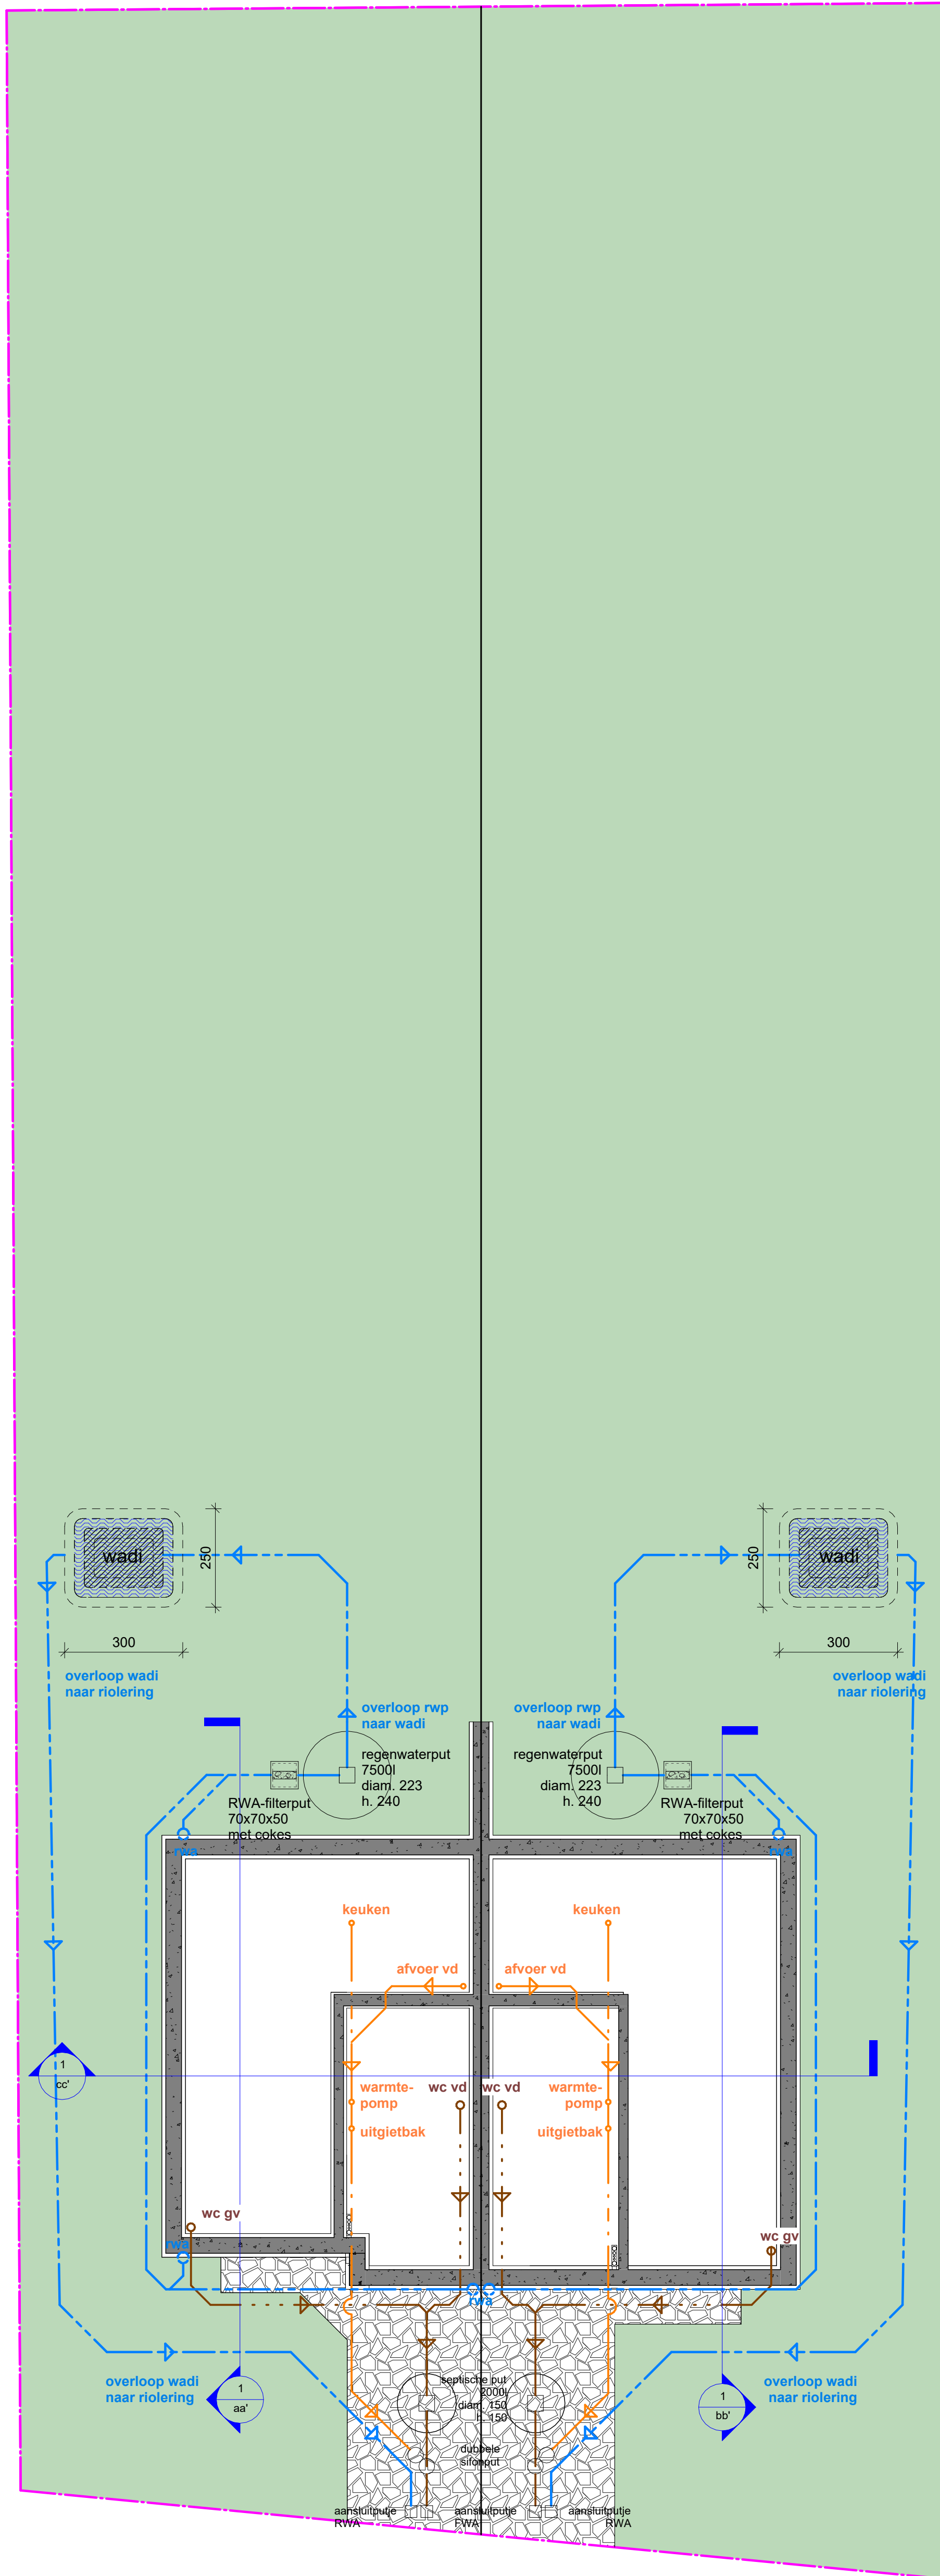 wadi
250
250
wadi
300
300
overloop wadi
naar riolering
overloop wadi
naar riolering
overloop rwp
naar wadi
overloop rwp
naar wadi
regenwaterput
7500l
diam. 223
h. 240
regenwaterput
7500l
diam. 223
h. 240
RWA-filterput
70x70x50
met cokes
RWA-filterput
70x70x50
met cokes
rwa
rwa
keuken
keuken
afvoer vd
afvoer vd
1
cc'
warmte-
pomp
wc vd
wc vd
warmte-
pomp
uitgietbak
uitgietbak
wc gv
wc gv
rwa
rwa
overloop wadi
naar riolering
1
aa'
septische put
2000l
diam. 150
h. 150
1
bb'
overloop wadi
naar riolering
dubbele
sifonput
aansluitputje
RWA
aansluitputje
FWA
aansluitputje
RWA